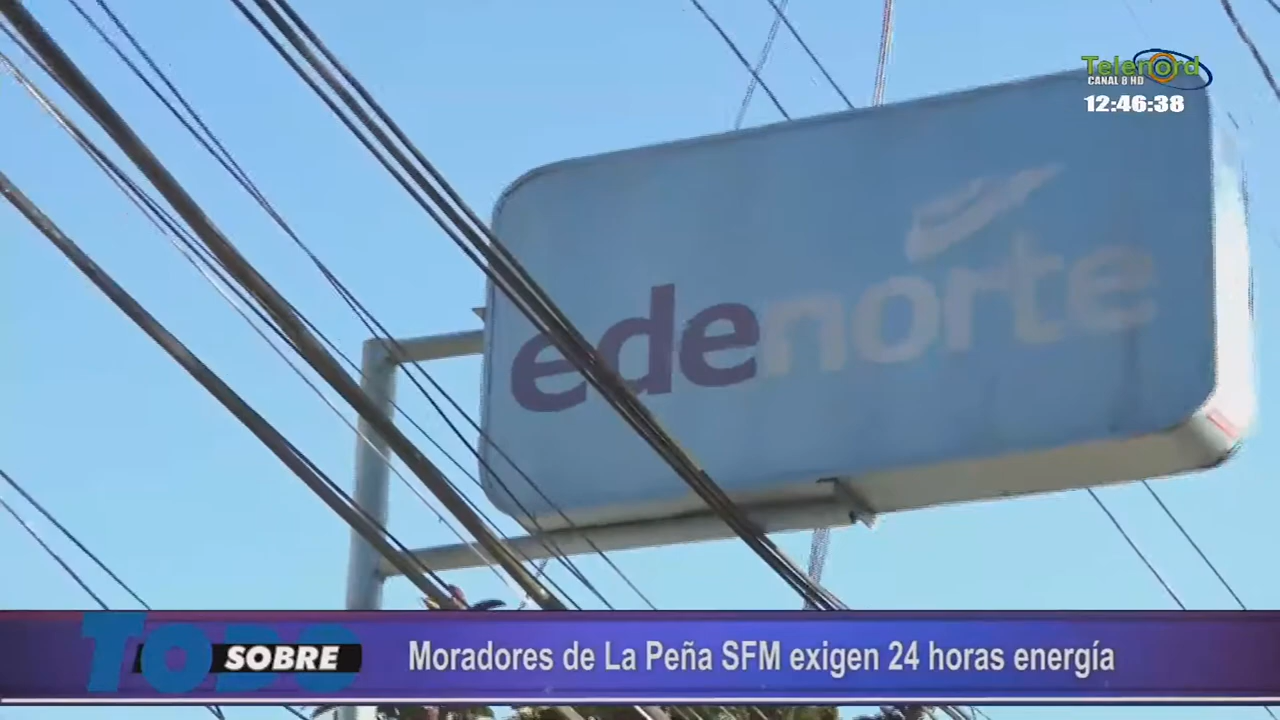 Telenord
CANAL 8 HD
12:46:38
edenorte
TODO
SOBRE
Moradores de La Peña SFM exigen 24 horas energía